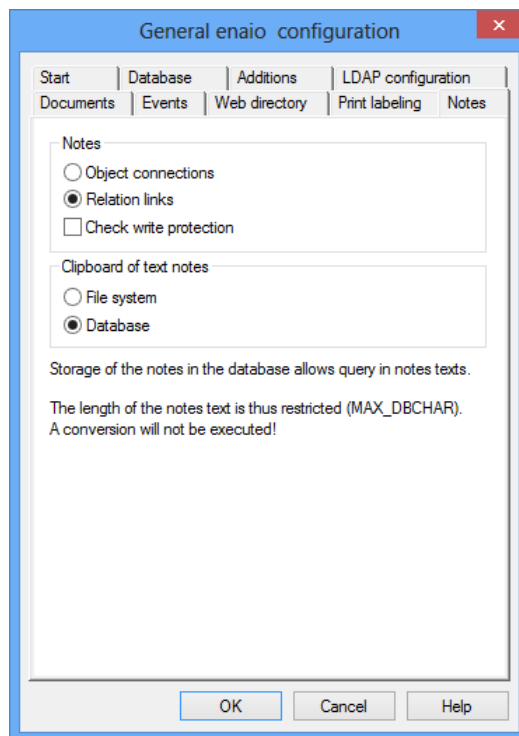 General enaio configuration
Start Database Additions LDAP configuration
Documents Events Web directory Print labeling Notes
Notes
Object connections
Relation links
Check write protection
Clipboard of text notes
File system
Database
Storage of the notes in the database allows query in notes texts.
The length of the notes text is thus restricted (MAX_DBCHAR).
A conversion will not be executed!
OK Cancel Help